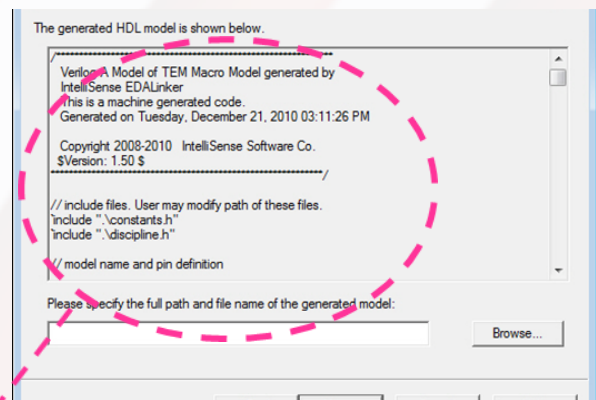 The generated HDL model is shown below.
/******************************************************************
Verilog A Model of TEM Macro Model generated by
IntelliSense EDALinker
This is a machine generated code.
Generated on Tuesday, December 21, 2010 03:11:26 PM
Copyright 2008-2010 IntelliSense Software Co.
$Version: 1.50 $
******************************************************************/
// include files. User may modify path of these files.
`include ".\constants.h"
`include ".\discipline.h"
// model name and pin definition
Please specify the full path and file name of the generated model:
Browse...